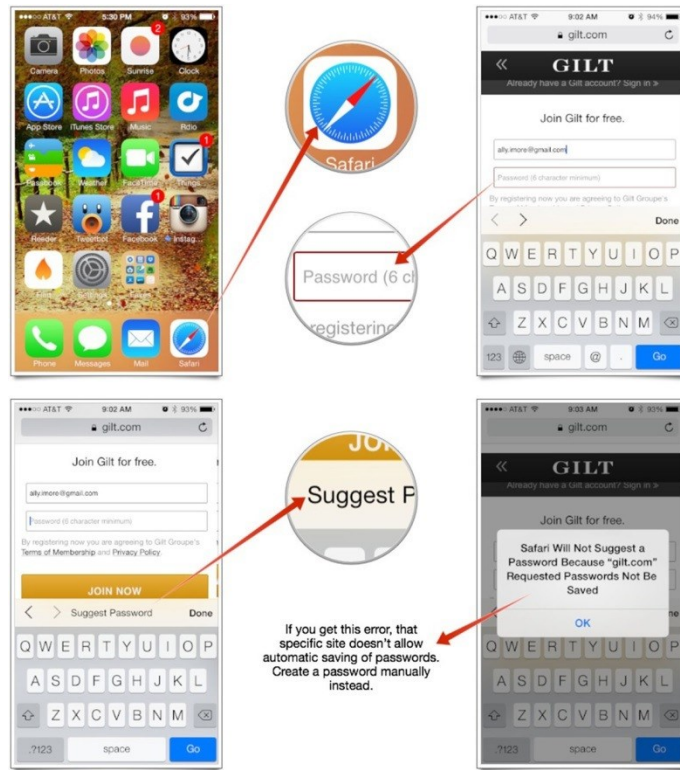 AT&T
5:30 PM
93%
2
Camera
Photos
Sunrise
Clock
App Store
iTunes Store
Music
Rdio
1
Passbook
Weather
FaceTime
Things
1
Reeder
Tweetbot
Facebook
Instag...
Settings
Phone
Messages
Mail
Safari
Safari
Password (6 ch
registering
AT&T
9:02 AM
94%
gilt.com
GILT
Already have a Gilt account? Sign in >
Join Gilt for free.
ally.imore@gmail.com
Password (6 character minimum)
By registering now you are agreeing to Gilt Groupe's
Done
Q W E R T Y U I O P
A S D F G H J K L
Z X C V B N M
123
space
@
.
Go
AT&T
9:02 AM
93%
gilt.com
Join Gilt for free.
ally.imore@gmail.com
Password (6 character minimum)
By registering now you are agreeing to Gilt Groupe's
Terms of Membership and Privacy Policy.
JOIN NOW
Suggest Password
Done
Q W E R T Y U I O P
A S D F G H J K L
Z X C V B N M
.?123
space
Go
JOI
Suggest P
If you get this error, that
specific site doesn't allow
automatic saving of passwords.
Create a password manually
instead.
AT&T
9:03 AM
93%
gilt.com
GILT
Already have a Gilt account? Sign in >
Join Gilt for free.
Safari Will Not Suggest a
Password Because "gilt.com"
Requested Passwords Not Be
Saved
OK
Q W E R T Y U I O P
A S D F G H J K L
Z X C V B N M
.?123
space
Go